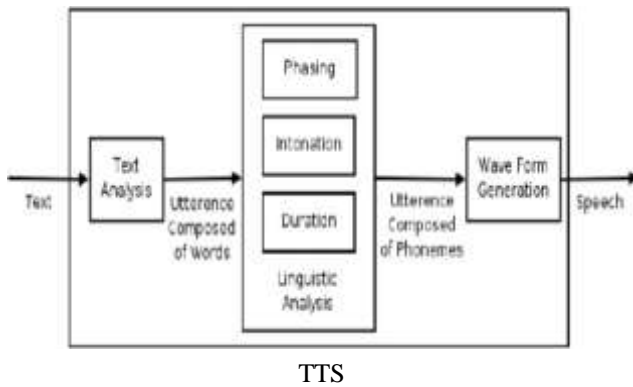 Text
Text
Analysis
Utterence
Composed
of Words
Phasing
Intonation
Duration
Linguistic
Analysis
Utterence
Composed
of Phonemes
Wave Form
Generation
Speech
TTS